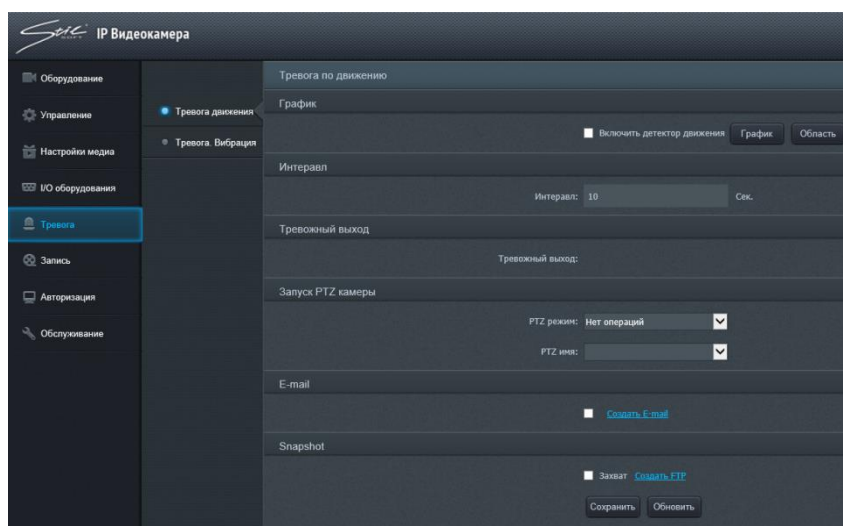 Stil SOFT IP Видеокамера
Оборудование
Управление
Настройки медиа
I/O оборудования
Тревога
Запись
Авторизация
Обслуживание
Тревога движения
Тревога. Вибрация
Тревога по движению
График
Включить детектор движения График Область
Интеравл
Интеравл: 10 Сек.
Тревожный выход
Тревожный выход:
Запуск PTZ камеры
PTZ режим: Нет операций
PTZ имя:
E-mail
Создать E-mail
Snapshot
Захват Создать FTP
Сохранить Обновить